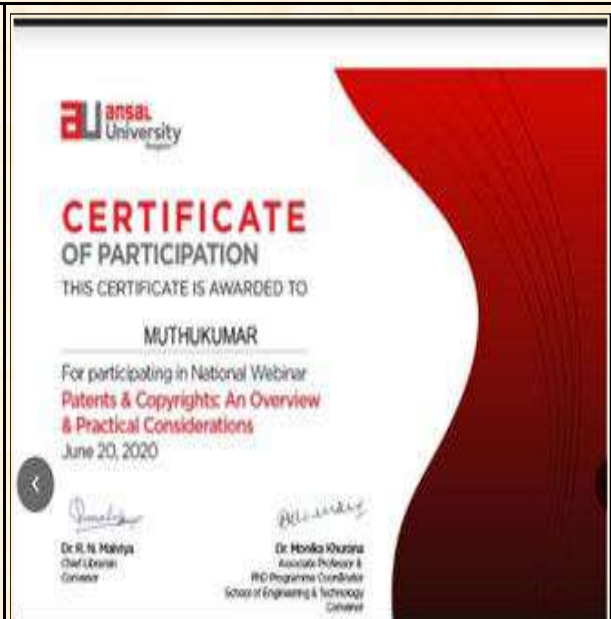 ansal
University
CERTIFICATE
OF PARTICIPATION
THIS CERTIFICATE IS AWARDED TO
MUTHUKUMAR
For participating in National Webinar
Patents & Copyrights: An Overview
& Practical Considerations
June 20, 2020
Dr. R. N. Malviya
Chief Librarian
Convenor
Dr. Monika Khurana
Associate Professor &
PhD Programme Coordinator
School of Engineering & Technology
Convenor